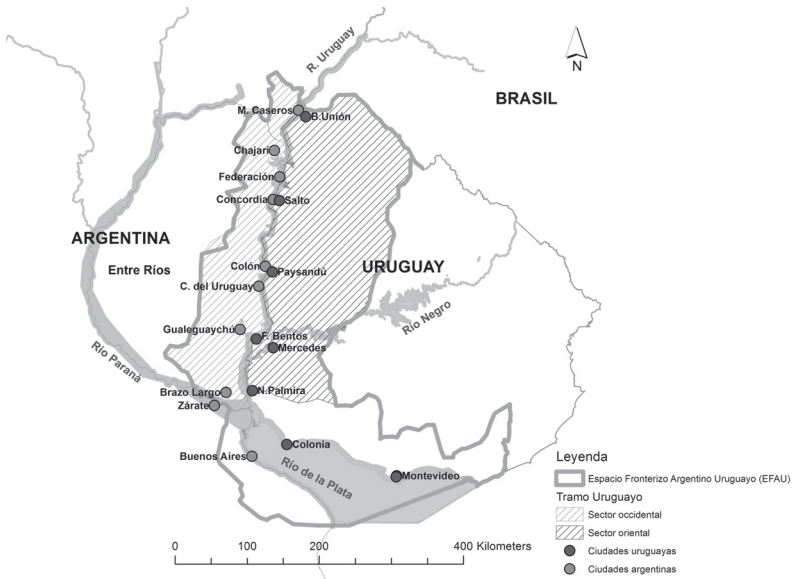 R. Uruguay
N
BRASIL
M. Caseros
B.Unión
Chajarí
Federación
Concordia
Salto
ARGENTINA
Entre Ríos
Colón
Paysandú
URUGUAY
C. del Uruguay
Río Negro
Gualeguaychú
F. Bentos
Mercedes
Río Paraná
Brazo Largo
N.Palmira
Zárate
Colonia
Buenos Aires
Río de la Plata
Montevideo
Leyenda
Espacio Fronterizo Argentino Uruguayo (EFAU)
Tramo Uruguayo
Sector occidental
Sector oriental
Ciudades uruguayas
Ciudades argentinas
0 100 200 400 Kilometers